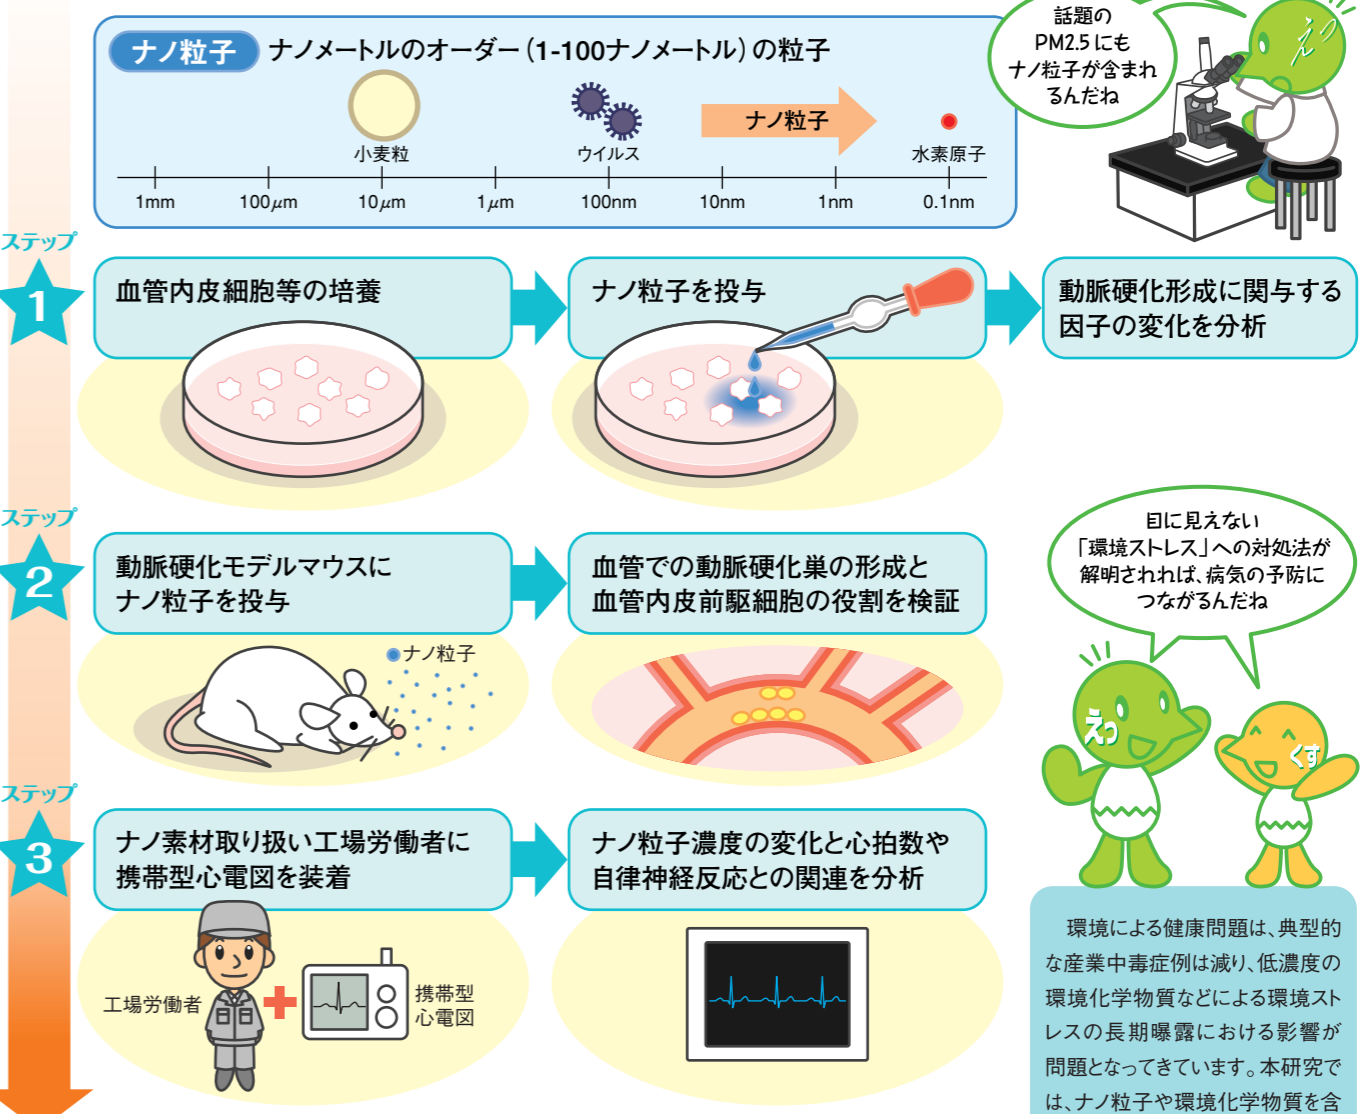 ナノ粒子 ナノメートルのオーダー（1-100ナノメートル）の粒子
小麦粒
ウイルス
ナノ粒子
水素原子
1mm 100μm 10μm 1μm 100nm 10nm 1nm 0.1nm
話題の
PM2.5にも
ナノ粒子が含まれ
るんだね
えっ
ステップ
1
血管内皮細胞等の培養
ナノ粒子を投与
動脈硬化形成に関与する
因子の変化を分析
ステップ
2
動脈硬化モデルマウスに
ナノ粒子を投与
ナノ粒子
血管での動脈硬化巣の形成と
血管内皮前駆細胞の役割を検証
目に見えない
「環境ストレス」への対処法が
解明されれば、病気の予防に
つながるんだね
えっ
くす
ステップ
3
ナノ素材取り扱い工場労働者に
携帯型心電図を装着
工場労働者
携帯型
心電図
ナノ粒子濃度の変化と心拍数や
自律神経反応との関連を分析
環境による健康問題は、典型的
な産業中毒症例は減り、低濃度の
環境化学物質などによる環境スト
レスの長期曝露における影響が
問題となってきています。本研究で
は、ナノ粒子や環境化学物質を含